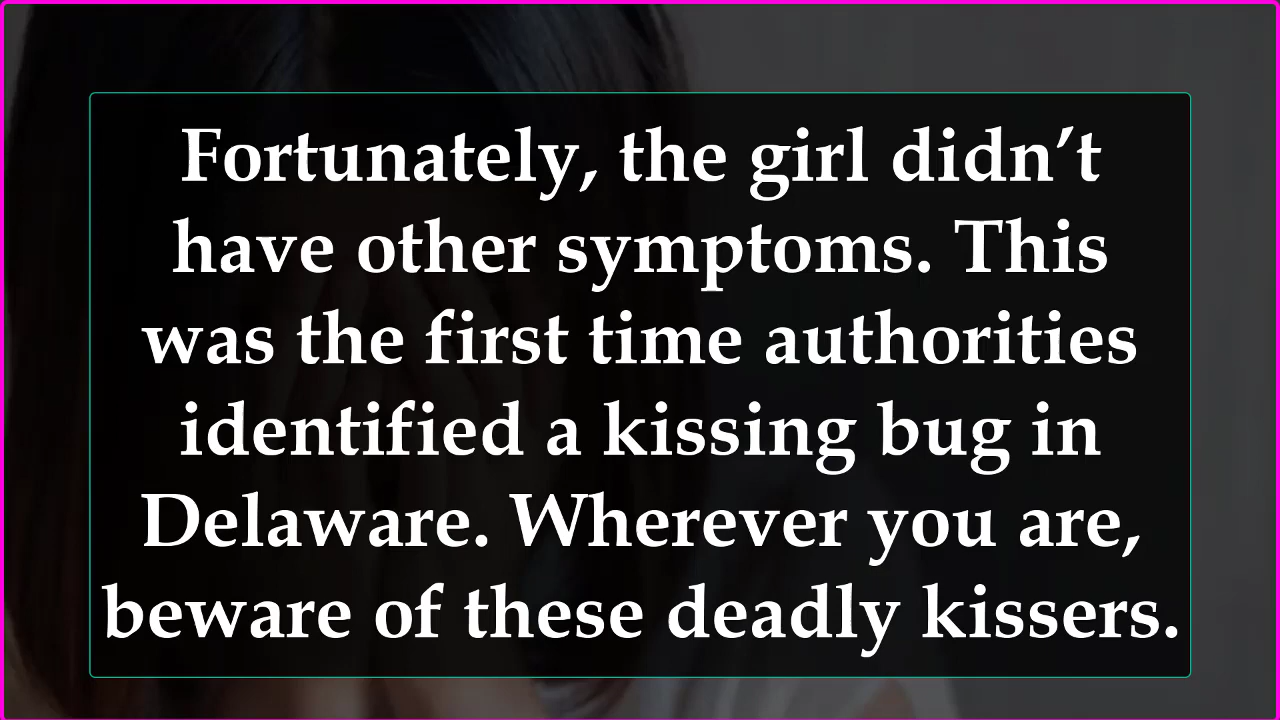 Fortunately, the girl didn’t
have other symptoms. This
was the first time authorities
identified a kissing bug in
Delaware. Wherever you are,
beware of these deadly kissers.